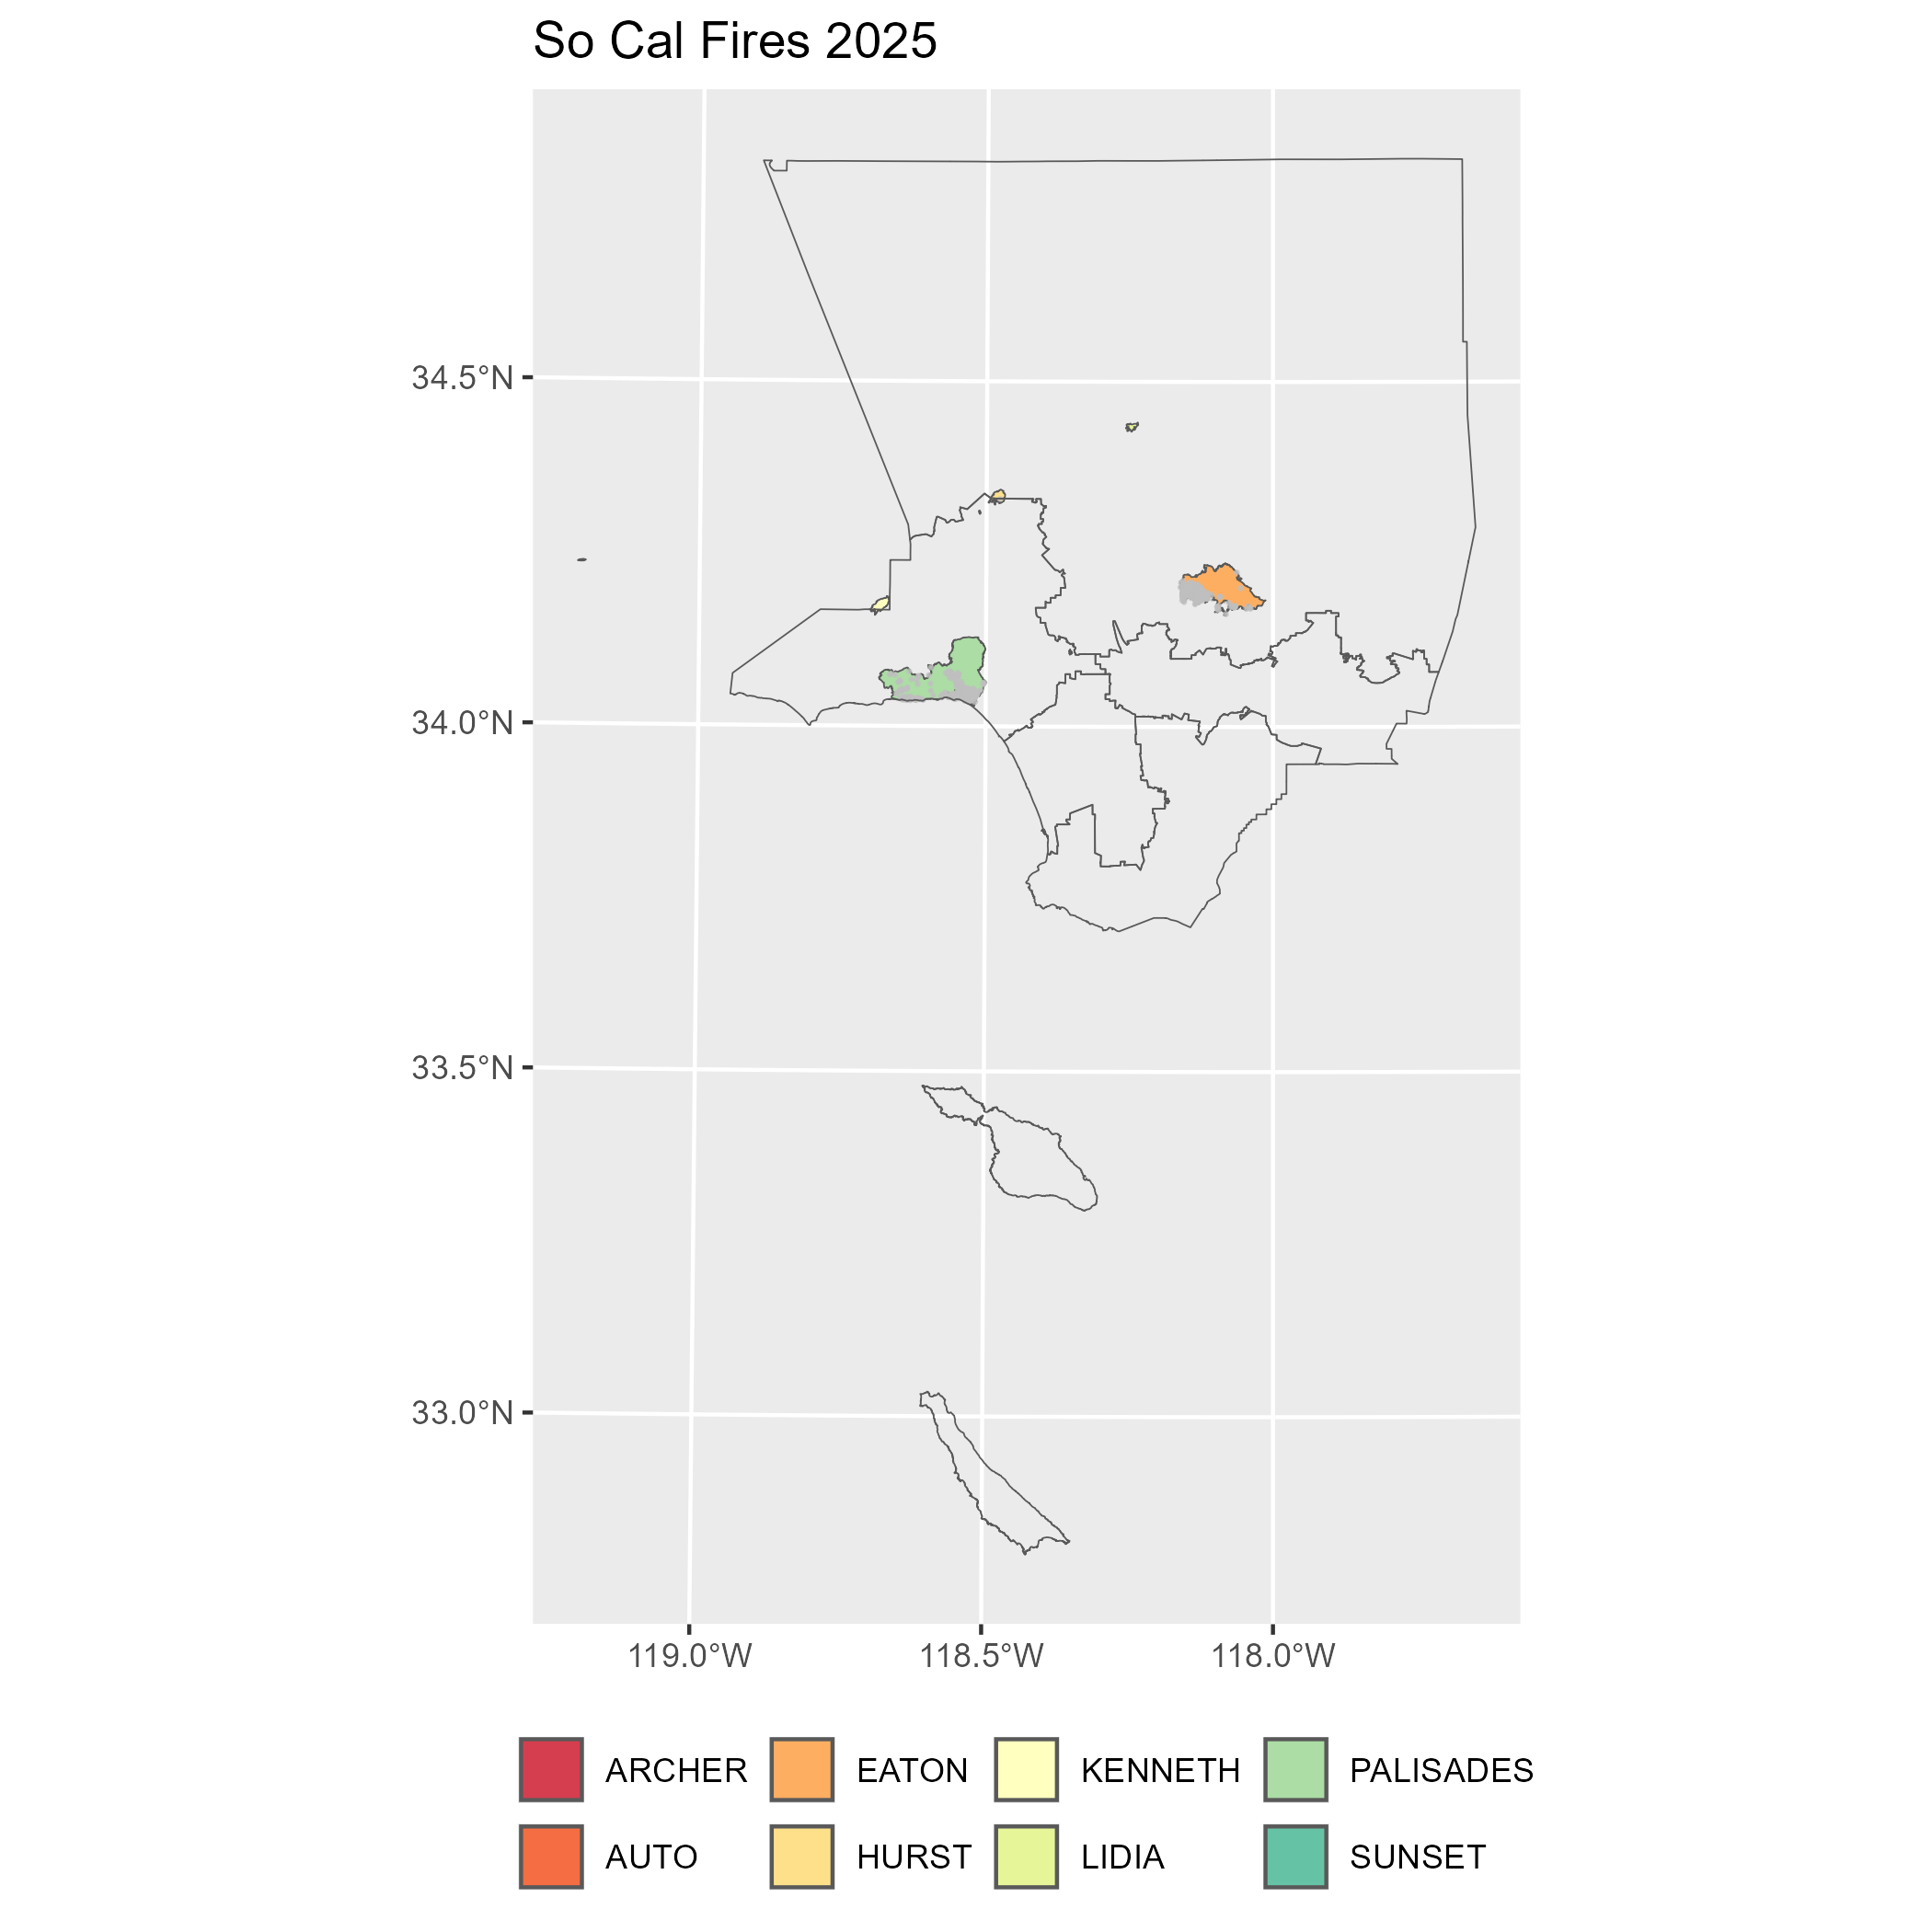 So Cal Fires 2025
34.5°N
34.0°N
33.5°N
33.0°N
119.0°W 118.5°W 118.0°W
ARCHER EATON KENNETH PALISADES
AUTO HURST LIDIA SUNSET